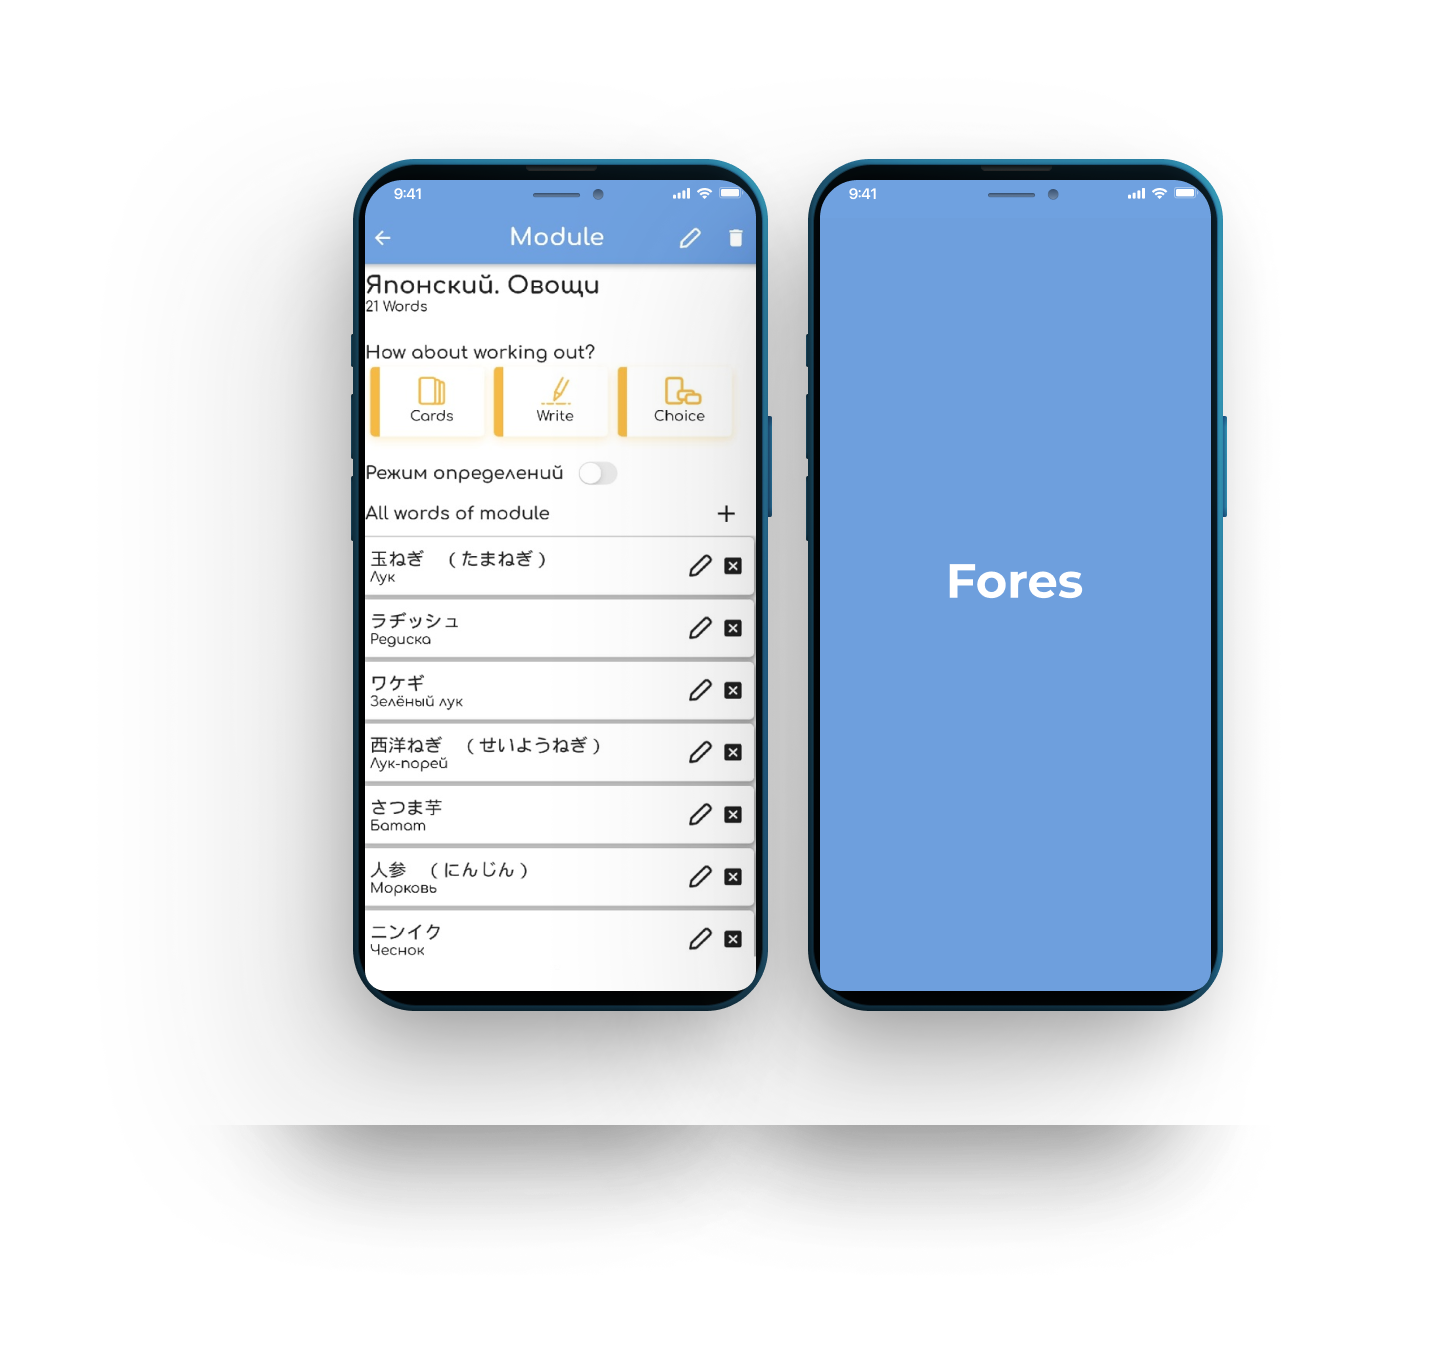 9:41
Module
Японский. Овощи
21 Words
How about working out?
Cards Write Choice
Режим определений
All words of module
玉ねぎ （たまねぎ）
Лук
ラヂッシュ
Редиска
ワケギ
Зелёный лук
西洋ねぎ （せいようねぎ）
Лук-порей
さつま芋
Батат
人参 （にんじん）
Морковь
ニンイク
Чеснок
9:41
Fores